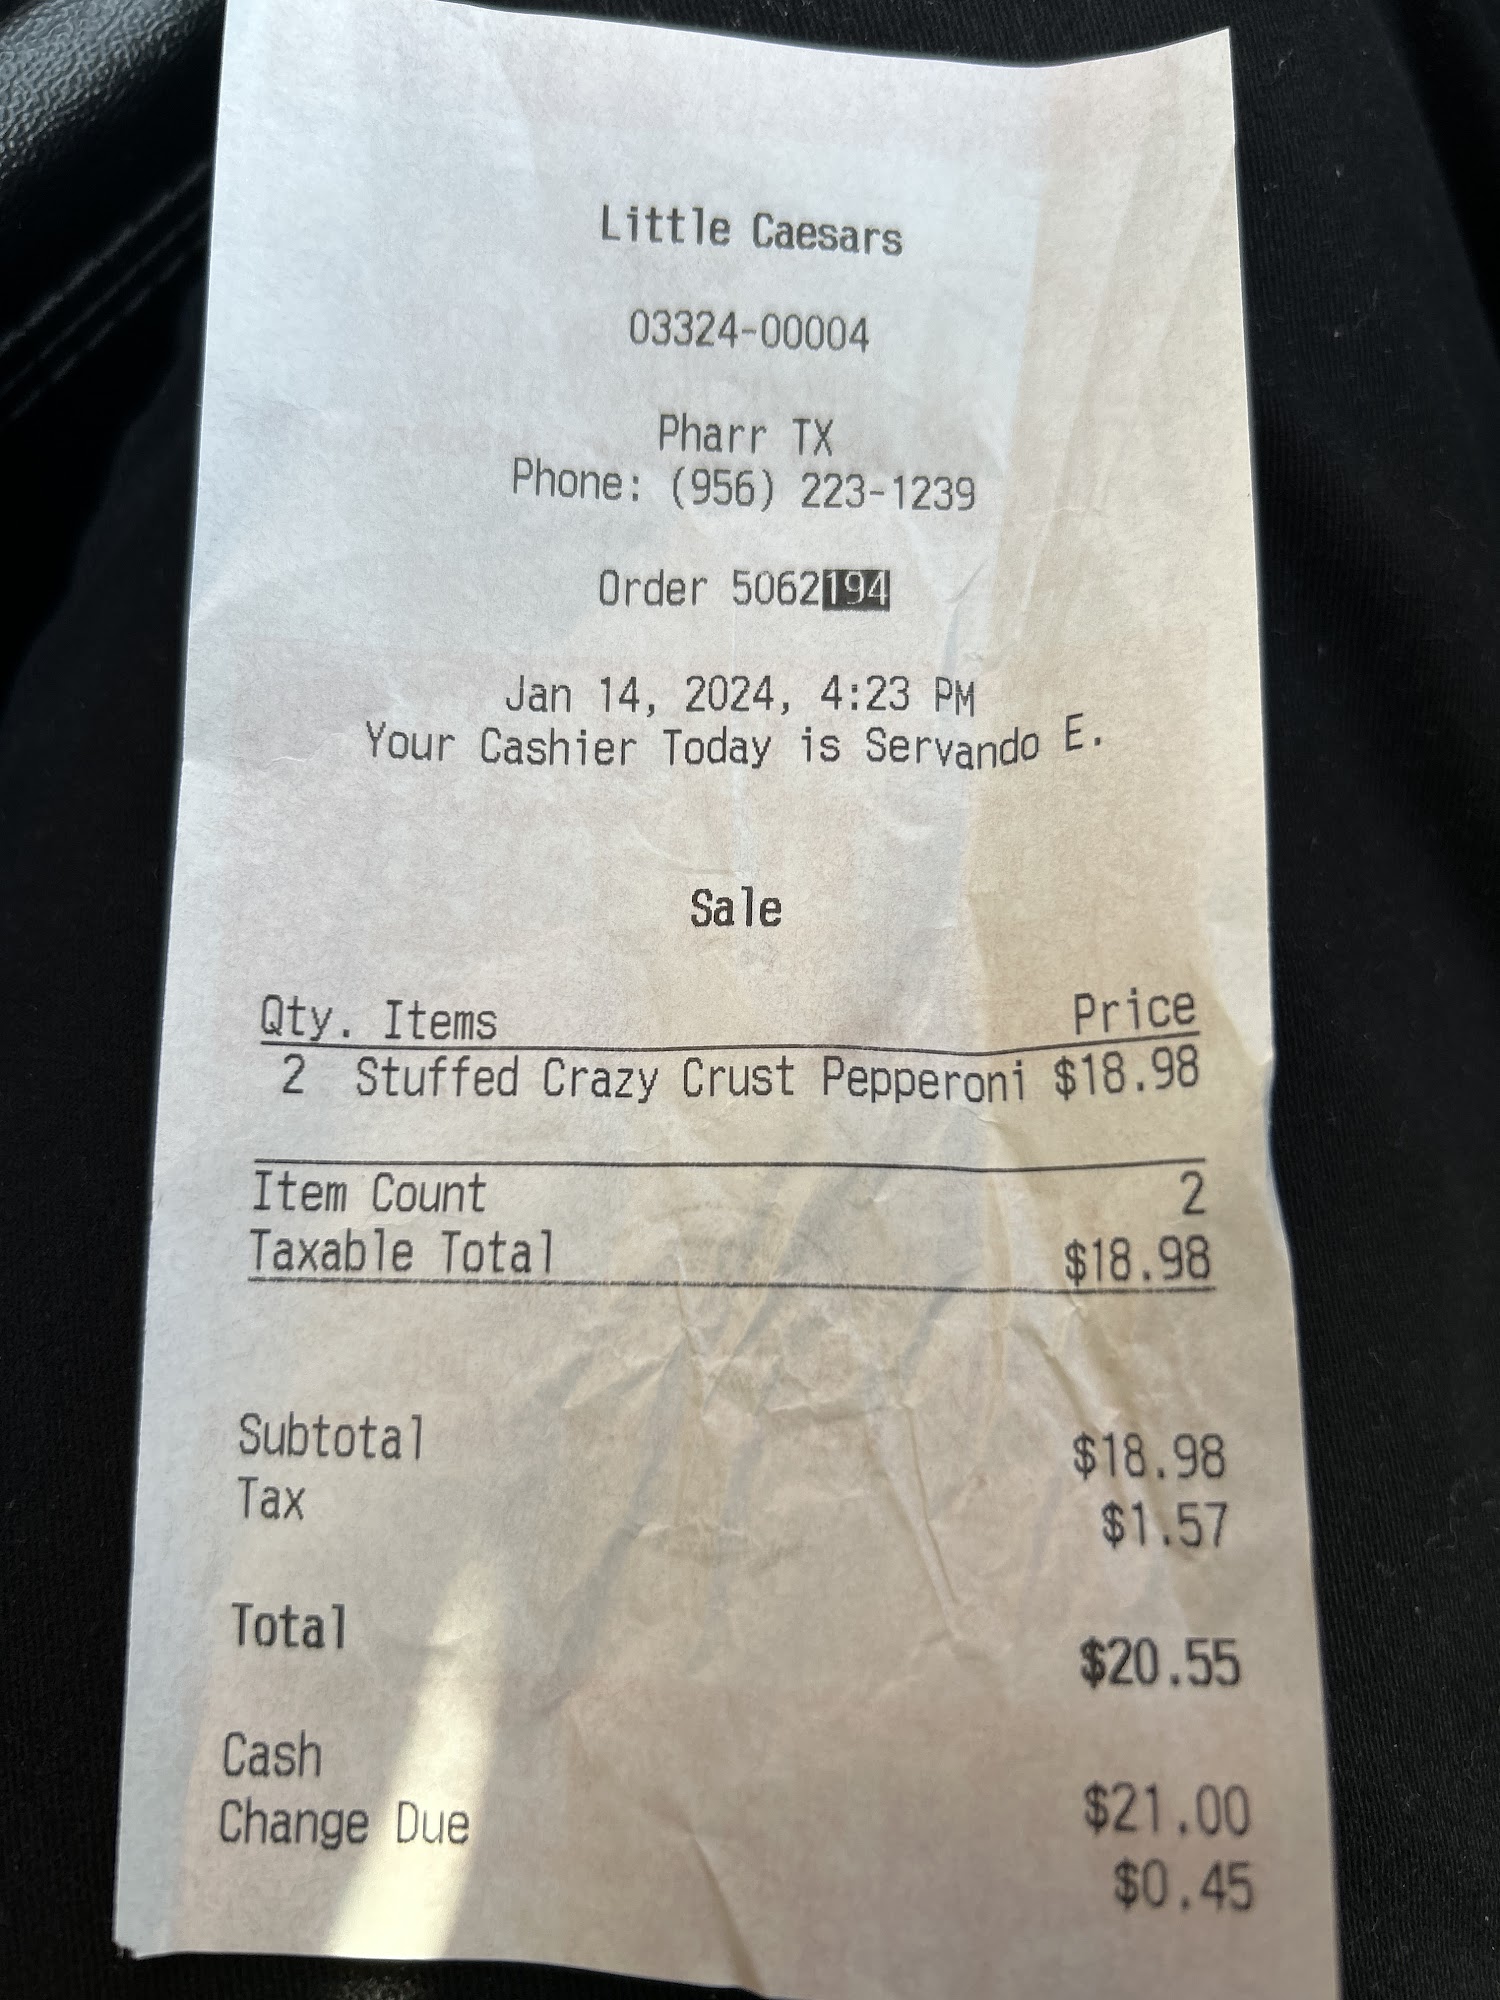 Little Caesars
03324-00004
Pharr TX
Phone: (956) 223-1239
Order 5062194
Jan 14, 2024, 4:23 PM
Your Cashier Today is Servando E.
Sale
Qty. Items Price
2 Stuffed Crazy Crust Pepperoni $18.98
Item Count 2
Taxable Total $18.98
Subtotal $18.98
Tax $1.57
Total $20.55
Cash $21.00
Change Due $0.45